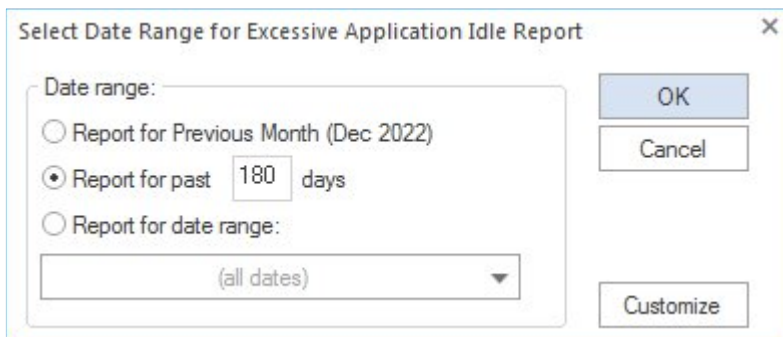 Select Date Range for Excessive Application Idle Report
Date range:
OK
Report for Previous Month (Dec 2022)
Cancel
Report for past 180 days
Report for date range:
(all dates)
Customize